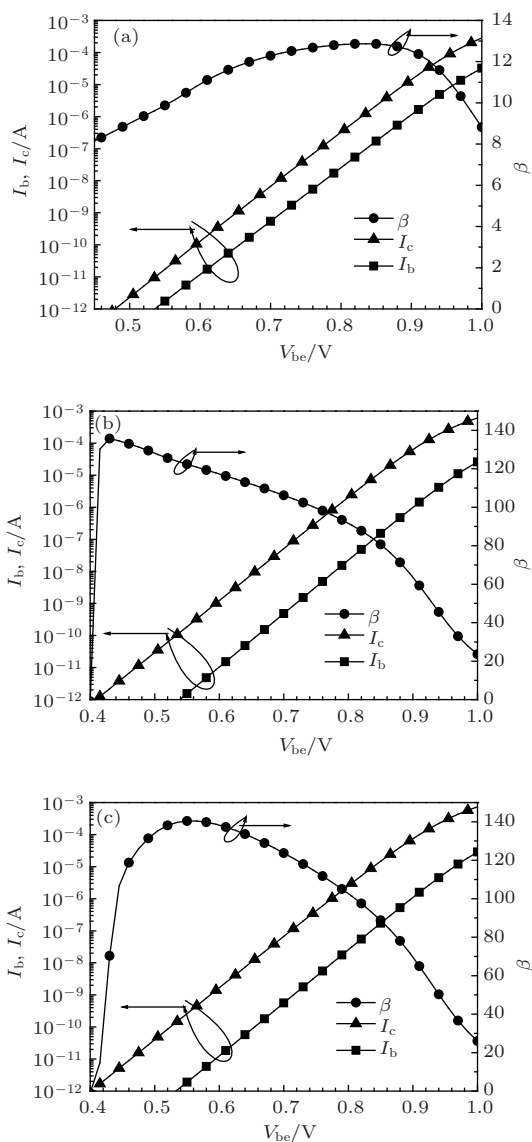 (a)
10⁻³
10⁻⁴
10⁻⁵
10⁻⁶
10⁻⁷
10⁻⁸
10⁻⁹
10⁻¹⁰
10⁻¹¹
10⁻¹²
I_b, I_c/A
14
12
10
8
6
4
2
0
β
β
I_c
I_b
0.5 0.6 0.7 0.8 0.9 1.0
V_be/V
(b)
10⁻³
10⁻⁴
10⁻⁵
10⁻⁶
10⁻⁷
10⁻⁸
10⁻⁹
10⁻¹⁰
10⁻¹¹
10⁻¹²
I_b, I_c/A
140
120
100
80
60
40
20
0
β
β
I_c
I_b
0.4 0.5 0.6 0.7 0.8 0.9 1.0
V_be/V
(c)
10⁻³
10⁻⁴
10⁻⁵
10⁻⁶
10⁻⁷
10⁻⁸
10⁻⁹
10⁻¹⁰
10⁻¹¹
10⁻¹²
I_b, I_c/A
140
120
100
80
60
40
20
0
β
β
I_c
I_b
0.4 0.5 0.6 0.7 0.8 0.9 1.0
V_be/V